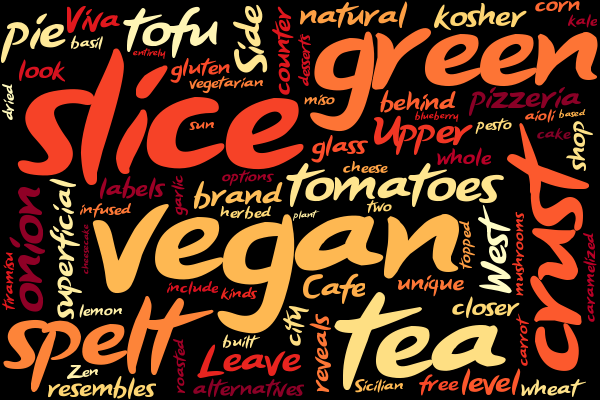 pie
Viva
basil
tofu
entirely
Side
counter
natural
kosher
corn
kale
look
dried
gluten
vegetarian
desserts
green
slice
sun
miso
behind
blueberry
pizzeria
aioli
based
cake
glass
Upper
pesto
whole
shop
cheese
options
labels
garlic
brand
tomatoes
crust
onion
superficial
infused
herbed
plant
two
vegan
cheesecake
topped
West
mushrooms
caramelized
tiramisu
include
kinds
Cafe
unique
lemon
built
city
closer
spelt
tea
Zen
roasted
Leave
reveals
carrot
resembles
alternatives
Sicilian
free
level
wheat